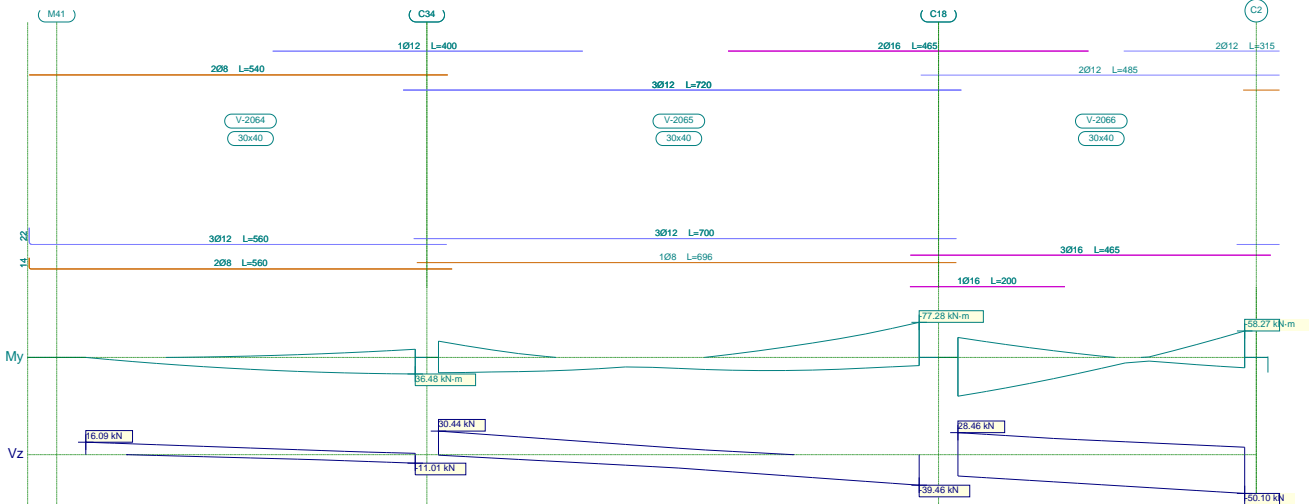 M41 C34 C18 C2
1Ø12 L=400 2Ø16 L=465 2Ø12 L=315
2Ø8 L=540 2Ø12 L=485
3Ø12 L=720
V-2064 V-2065 V-2066
30x40 30x40 30x40
22 3Ø12 L=560 3Ø12 L=700
3Ø16 L=465
14 2Ø8 L=560 1Ø8 L=696
1Ø16 L=200
-77.28 kN·m -58.27 kN·m
My
36.48 kN·m
16.09 kN 30.44 kN 28.46 kN
Vz
-11.01 kN -39.46 kN -50.10 kN